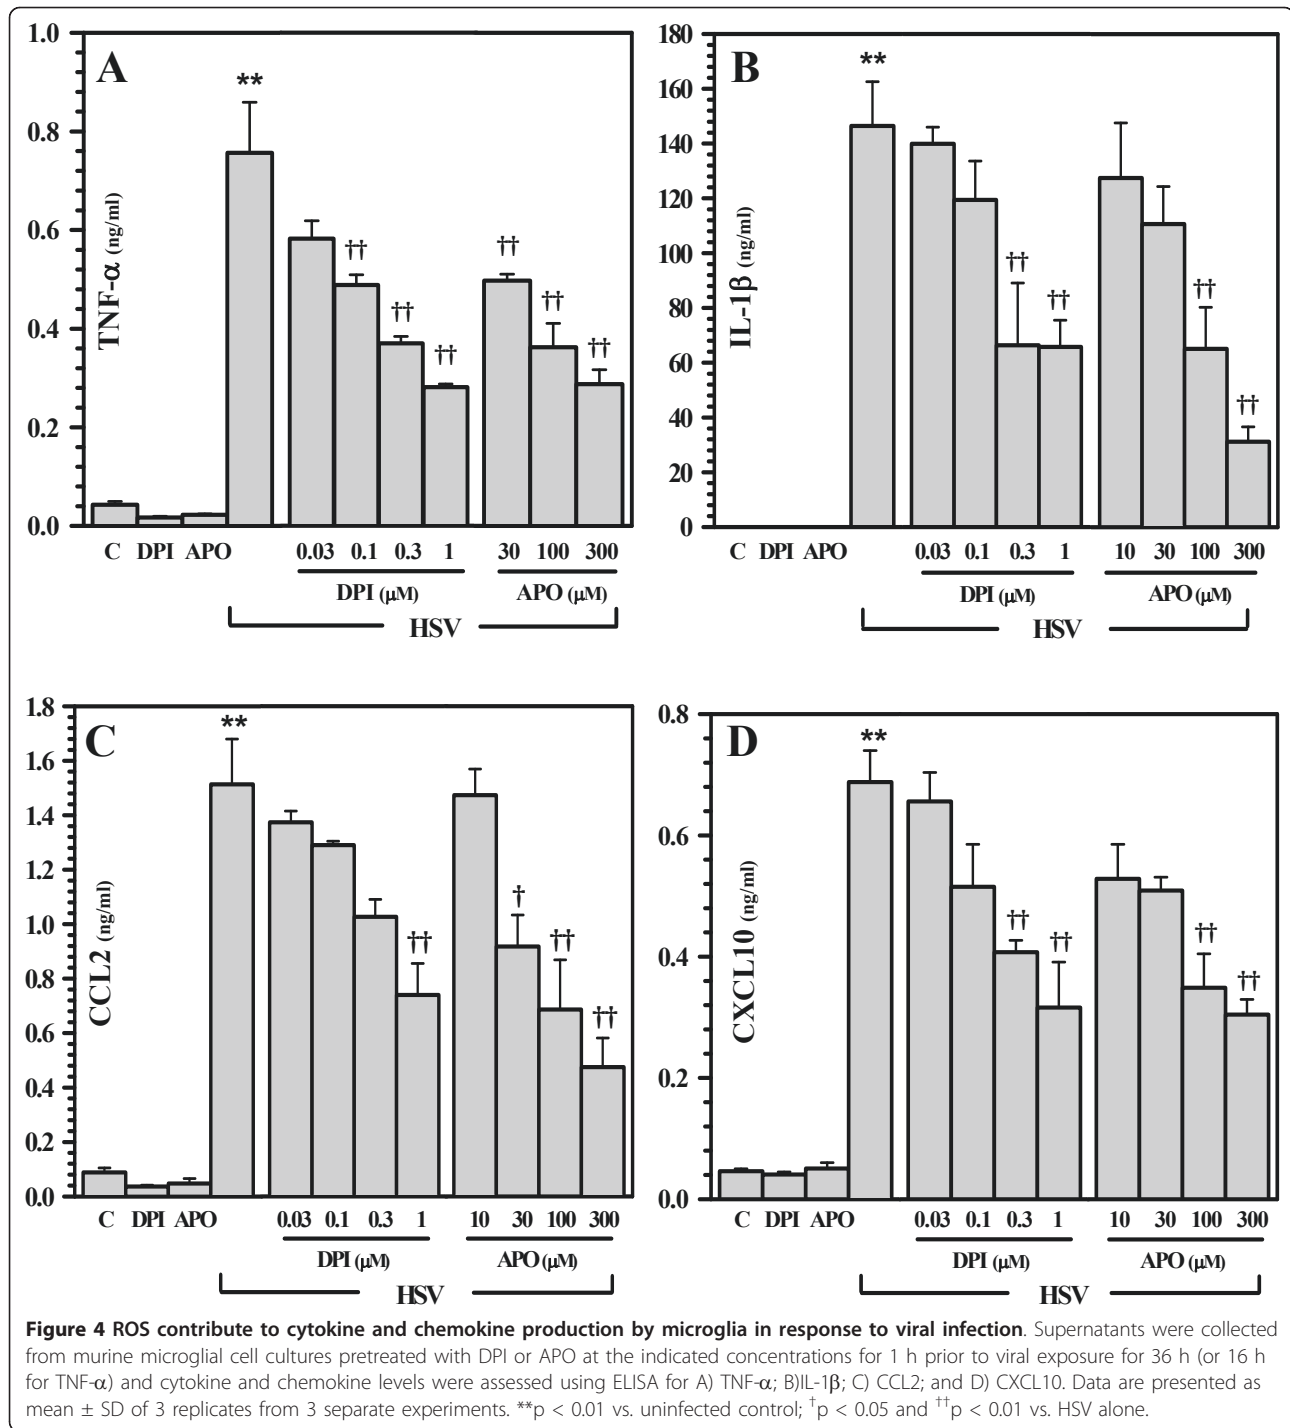 A
B
1.0
0.8
0.6
0.4
0.2
0.0
TNF-α (ng/ml)
**
††
††
††
††
††
††
C DPI APO
0.03 0.1 0.3 1 30 100 300
DPI (μM) APO (μM)
HSV
180
160
140
120
100
80
60
40
20
0
IL-1β (ng/ml)
**
††
††
††
††
C DPI APO
0.03 0.1 0.3 1 10 30 100 300
DPI (μM) APO (μM)
HSV
C
1.8
1.6
1.4
1.2
1.0
0.8
0.6
0.4
0.2
0.0
CCL2 (ng/ml)
**
††
†
††
††
C DPI APO
0.03 0.1 0.3 1 10 30 100 300
DPI (μM) APO (μM)
HSV
D
0.8
0.6
0.4
0.2
0.0
CXCL10 (ng/ml)
**
††
††
††
††
C DPI APO
0.03 0.1 0.3 1 10 30 100 300
DPI (μM) APO (μM)
HSV
Figure 4 ROS contribute to cytokine and chemokine production by microglia in response to viral infection. Supernatants were collected
from murine microglial cell cultures pretreated with DPI or APO at the indicated concentrations for 1 h prior to viral exposure for 36 h (or 16 h
for TNF-α) and cytokine and chemokine levels were assessed using ELISA for A) TNF-α; B)IL-1β; C) CCL2; and D) CXCL10. Data are presented as
mean ± SD of 3 replicates from 3 separate experiments. **p < 0.01 vs. uninfected control; †p < 0.05 and ††p < 0.01 vs. HSV alone.